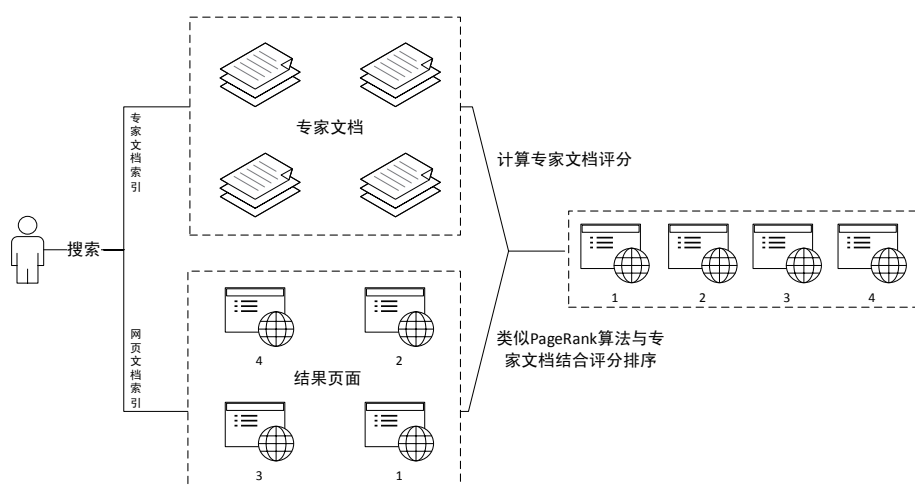 专家文档索引
专家文档
计算专家文档评分
搜索
1 2 3 4
4 2
网页文档索引
结果页面
类似PageRank算法与专
家文档结合评分排序
3 1